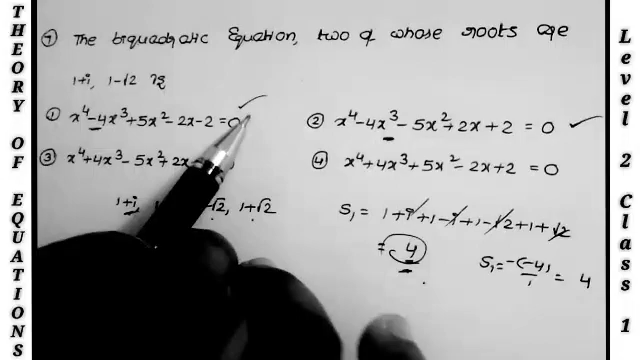 THEORY OF EQUATIONS
7) The biquadratic Equation, two of whose roots are
1+i, 1-√2 is
① x⁴-4x³+5x²-2x-2=0
② x⁴-4x³-5x²+2x+2=0
③ x⁴+4x³-5x²+2x
④ x⁴+4x³+5x²-2x+2=0
1+i, √2, 1+√2
S₁ = 1+i+1-i+1-√2+1+√2
= 4
S₁ = -(-4)/1 = 4
Level 2 Class 1